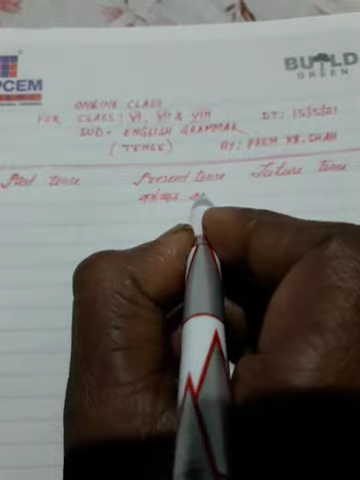 PCEM
BUILD
GREEN
ONLINE CLASS
FOR CLASS: VI, VII & VIII DT: 15/5/21
SUB - ENGLISH GRAMMAR
(TENSE) BY: PREM KR. SHAH
Past tense Present tense Future tense